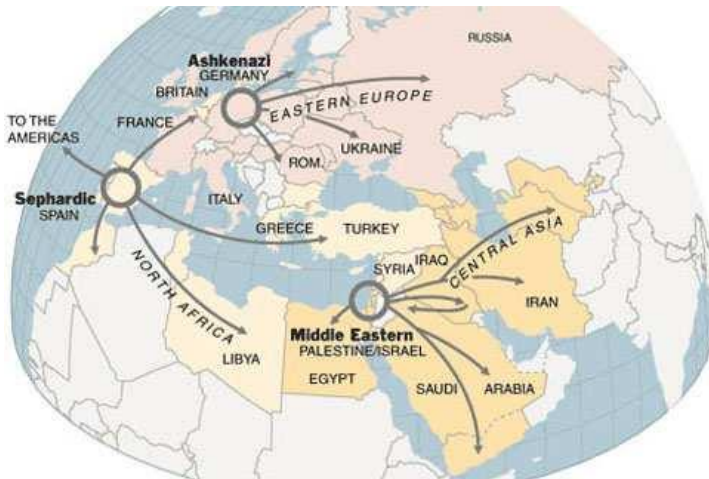 RUSSIA
Ashkenazi
GERMANY
BRITAIN
EASTERN EUROPE
TO THE
AMERICAS
FRANCE
UKRAINE
ROM.
ITALY
Sephardic
SPAIN
GREECE
TURKEY
SYRIA
IRAQ
CENTRAL ASIA
NORTH AFRICA
IRAN
Middle Eastern
PALESTINE/ISRAEL
LIBYA
EGYPT
SAUDI ARABIA